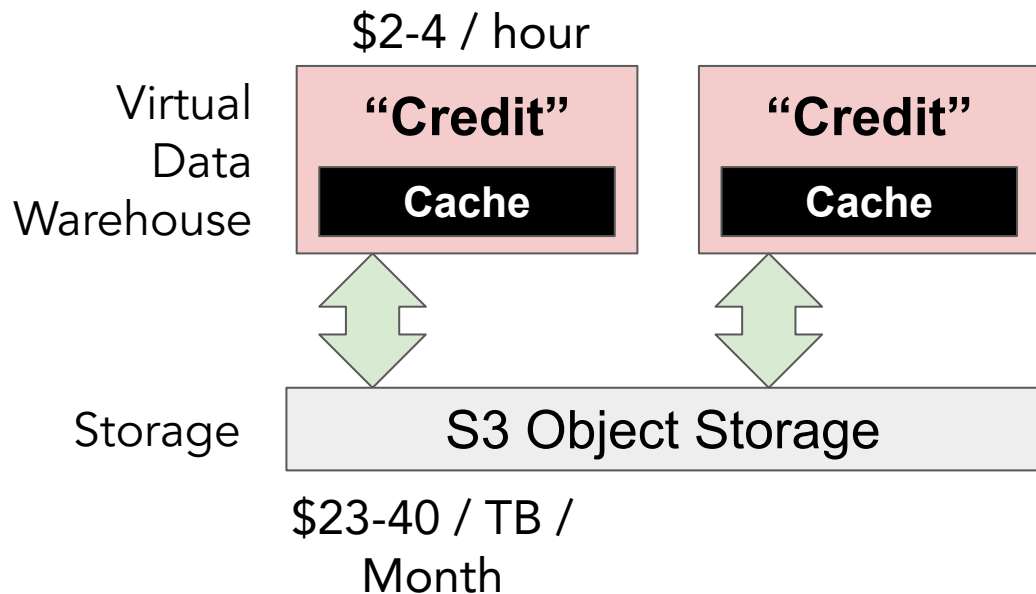 $2-4 / hour
Virtual
Data
Warehouse
“Credit”
Cache
“Credit”
Cache
Storage
S3 Object Storage
$23-40 / TB /
Month